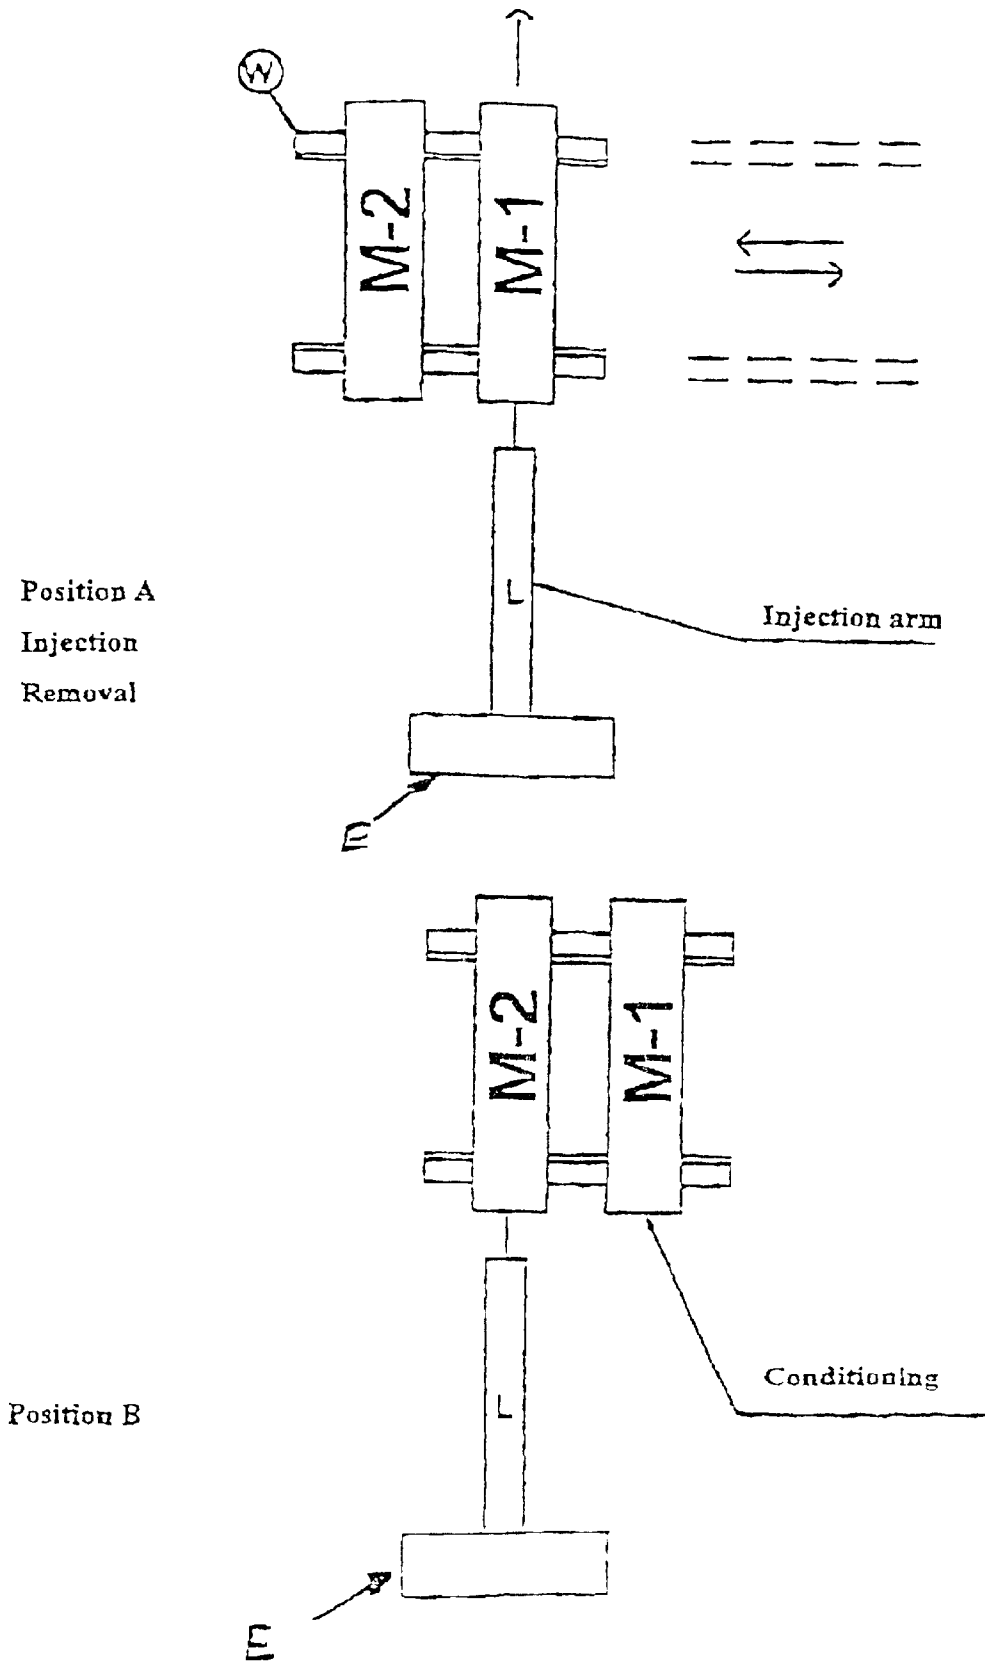 W
M-2
M-1
L
Injection arm
Position A
Injection
Removal
E
M-2
M-1
L
Conditioning
Position B
E